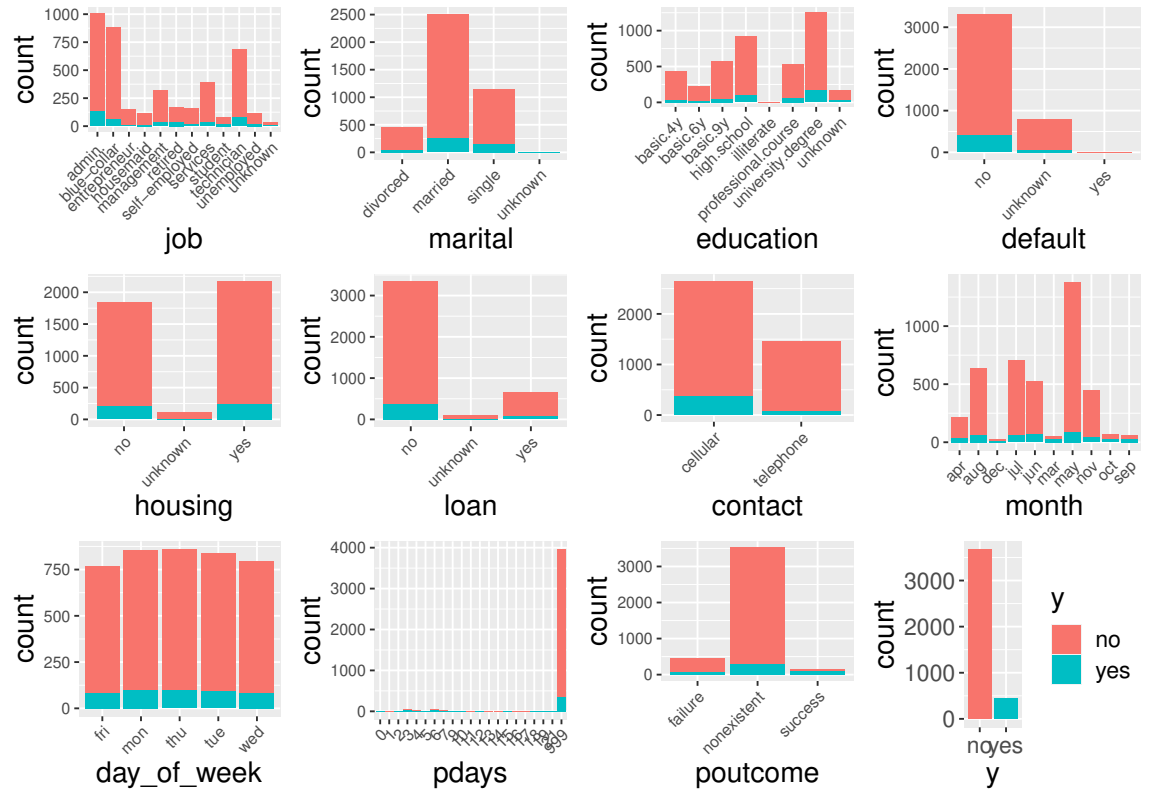 1000
750
500
250
0
count
admin.
blue-collar
entrepreneur
housemaid
management
retired
self-employed
services
student
technician
unemployed
unknown
job
2500
2000
1500
1000
500
0
count
divorced
married
single
unknown
marital
1000
500
0
count
basic.4y
basic.6y
basic.9y
high.school
illiterate
professional.course
university.degree
unknown
education
3000
2000
1000
0
count
no
unknown
yes
default
2000
1500
1000
500
0
count
no
unknown
yes
housing
3000
2000
1000
0
count
no
unknown
yes
loan
2000
1000
0
count
cellular
telephone
contact
1000
500
0
count
apr
aug
dec
jul
jun
mar
may
nov
oct
sep
month
750
500
250
0
count
fri
mon
thu
tue
wed
day_of_week
4000
3000
2000
1000
0
count
0
999
pdays
3000
2000
1000
0
count
failure
nonexistent
success
poutcome
3000
2000
1000
0
count
no
yes
y
y
no
yes